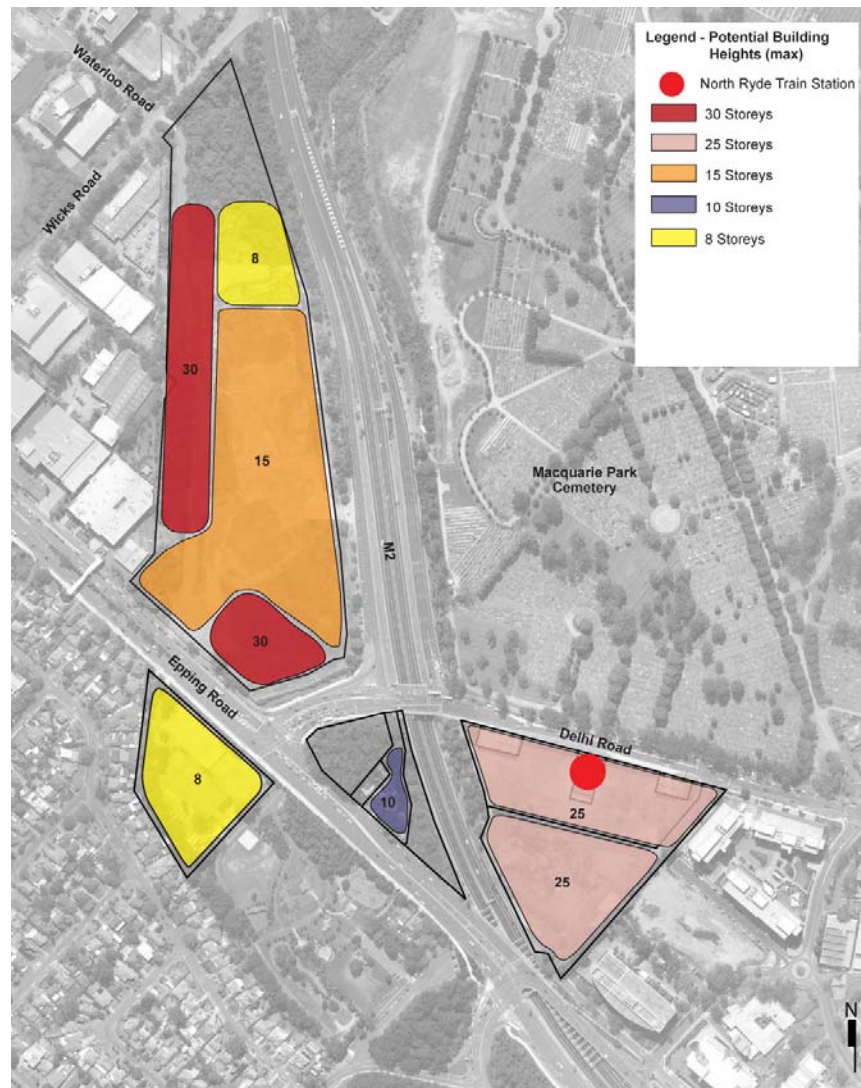 Legend - Potential Building
Heights (max)
North Ryde Train Station
30 Storeys
25 Storeys
15 Storeys
10 Storeys
8 Storeys
Waterloo Road
Wicks Road
8
30
15
Macquarie Park
Cemetery
M2
30
Epping Road
Delhi Road
8
10
25
25
N